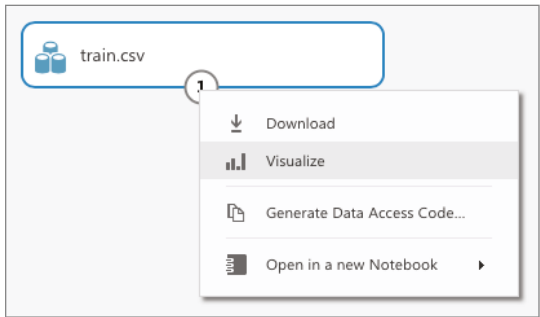 train.csv
1
Download
Visualize
Generate Data Access Code...
Open in a new Notebook